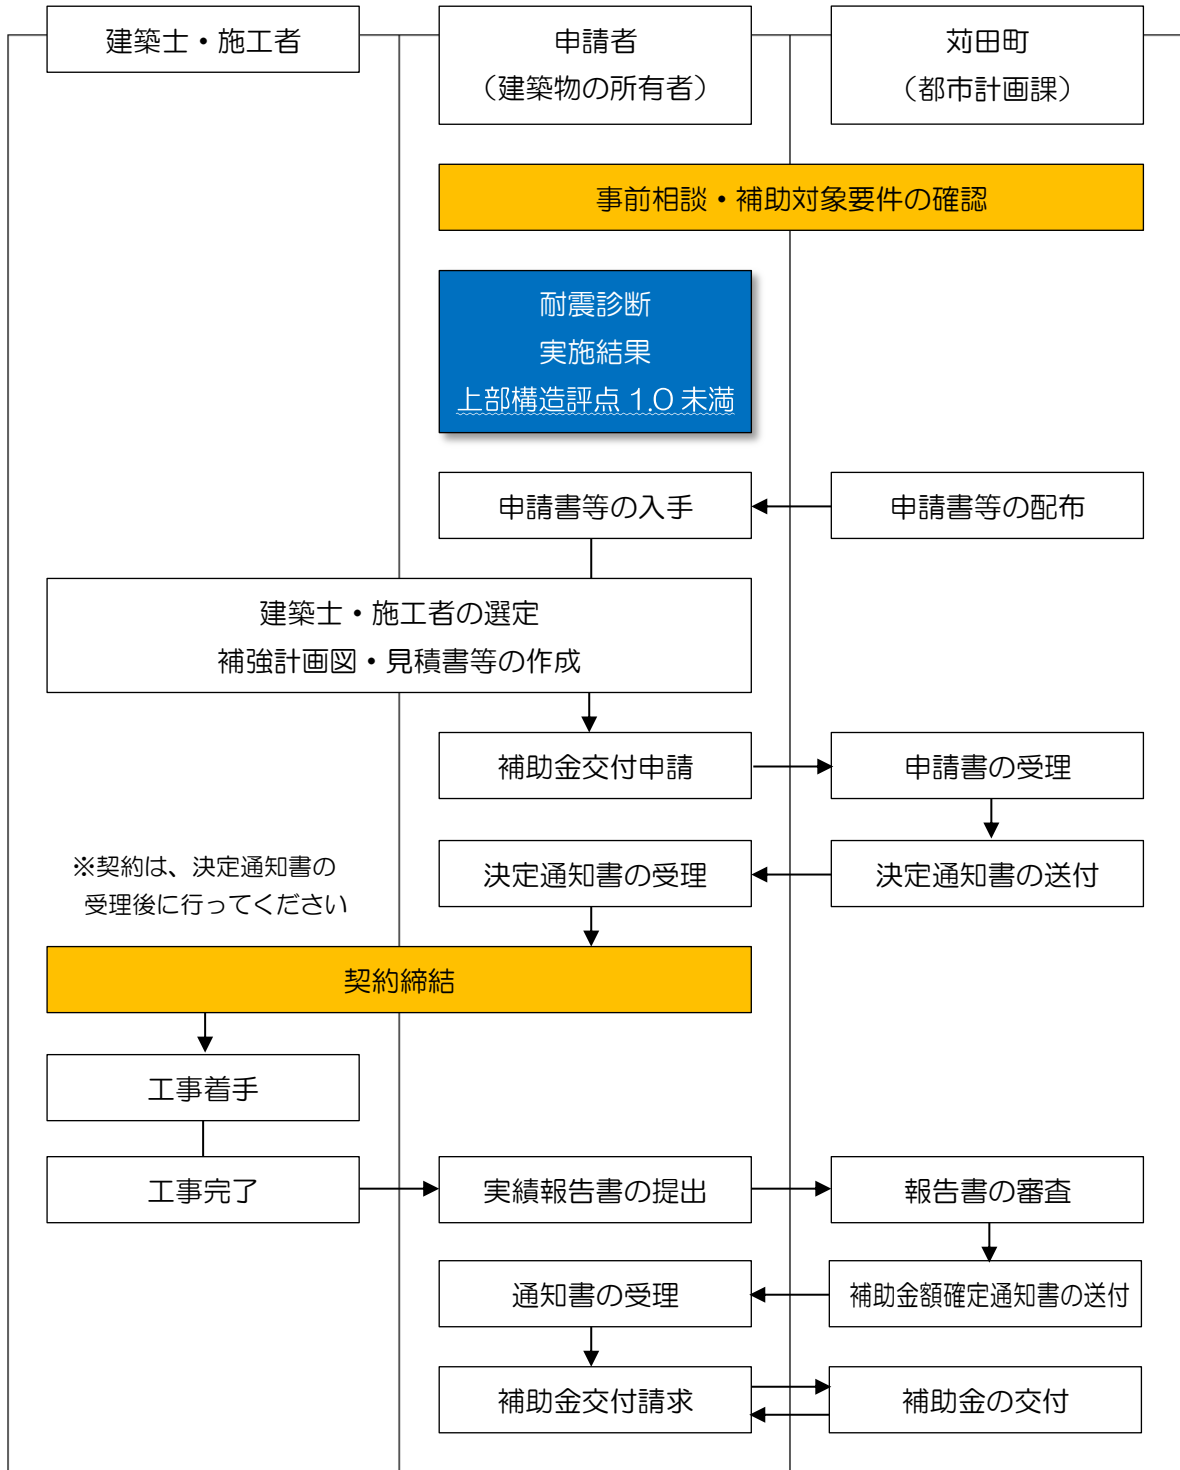 建築士・施工者
申請者
（建築物の所有者）
苅田町
（都市計画課）
事前相談・補助対象要件の確認
耐震診断
実施結果
上部構造評点 1.0 未満
申請書等の入手
申請書等の配布
建築士・施工者の選定
補強計画図・見積書等の作成
補助金交付申請
申請書の受理
※契約は、決定通知書の
受理後に行ってください
決定通知書の受理
決定通知書の送付
契約締結
工事着手
工事完了
実績報告書の提出
報告書の審査
通知書の受理
補助金額確定通知書の送付
補助金交付請求
補助金の交付